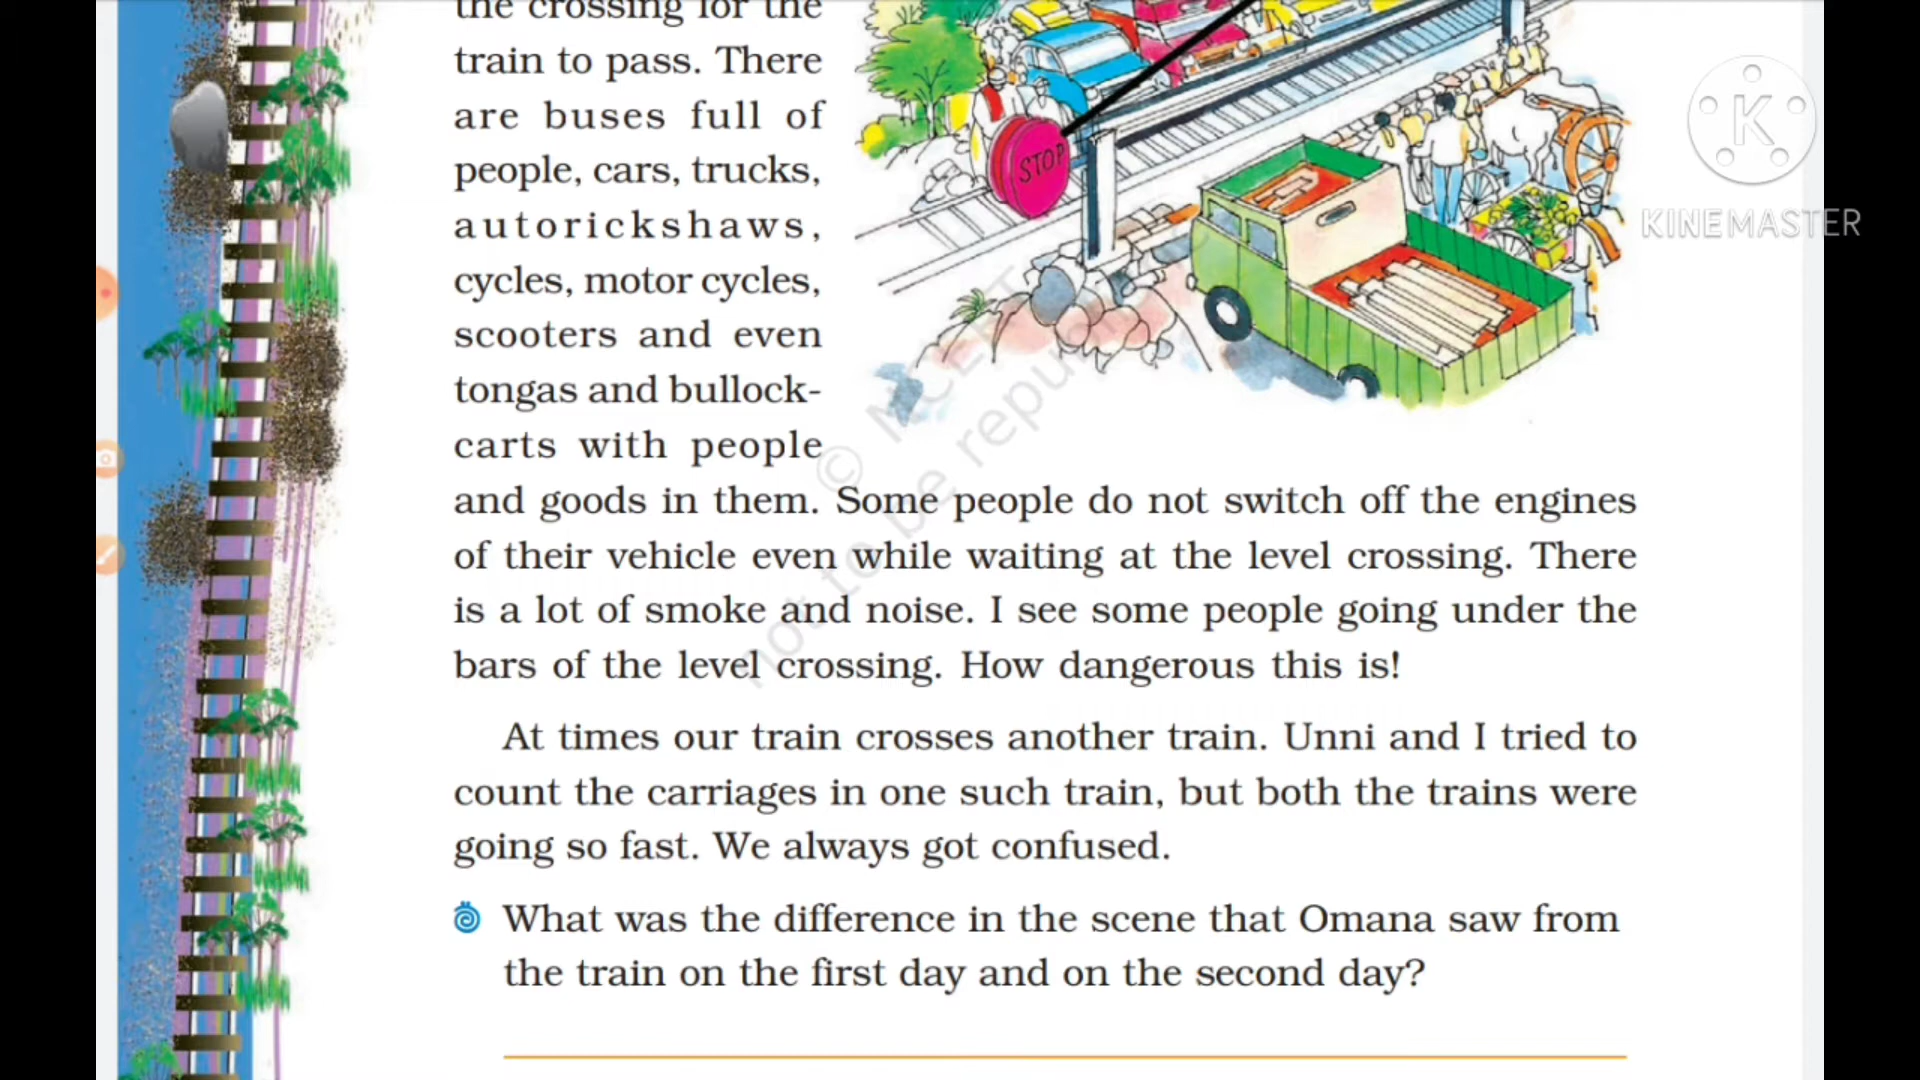 the crossing for the
train to pass. There
are buses full of
people, cars, trucks,
autorickshaws,
cycles, motor cycles,
scooters and even
tongas and bullock-
carts with people
and goods in them. Some people do not switch off the engines
of their vehicle even while waiting at the level crossing. There
is a lot of smoke and noise. I see some people going under the
bars of the level crossing. How dangerous this is!
At times our train crosses another train. Unni and I tried to
count the carriages in one such train, but both the trains were
going so fast. We always got confused.
What was the difference in the scene that Omana saw from
the train on the first day and on the second day?
STOP
K
KINEMASTER
© NCERT
not to be repu